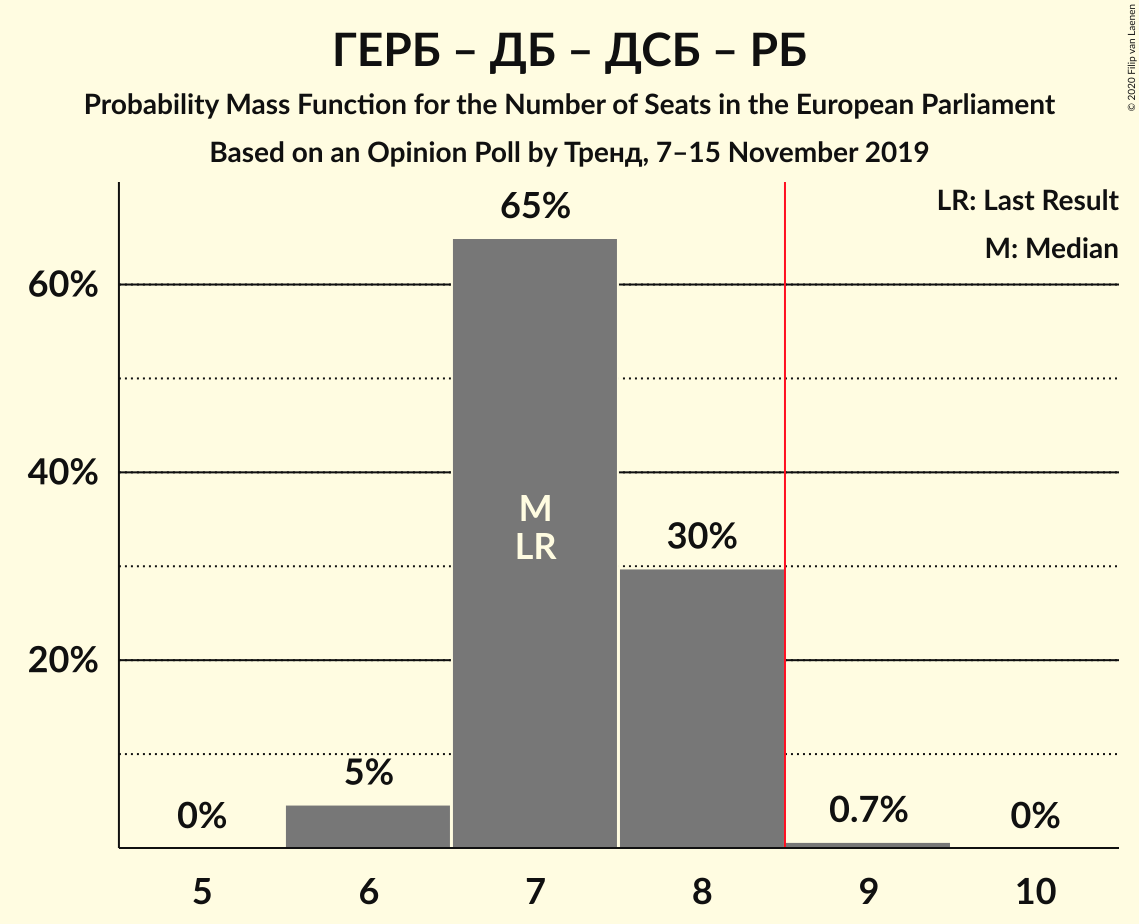 ГЕРБ – ДБ – ДСБ – РБ
Probability Mass Function for the Number of Seats in the European Parliament
Based on an Opinion Poll by Тренд, 7–15 November 2019
© 2020 Filip van Laenen
LR: Last Result
M: Median
65%
60%
40%
M
LR
30%
20%
5%
0%
0.7%
0%
5
6
7
8
9
10